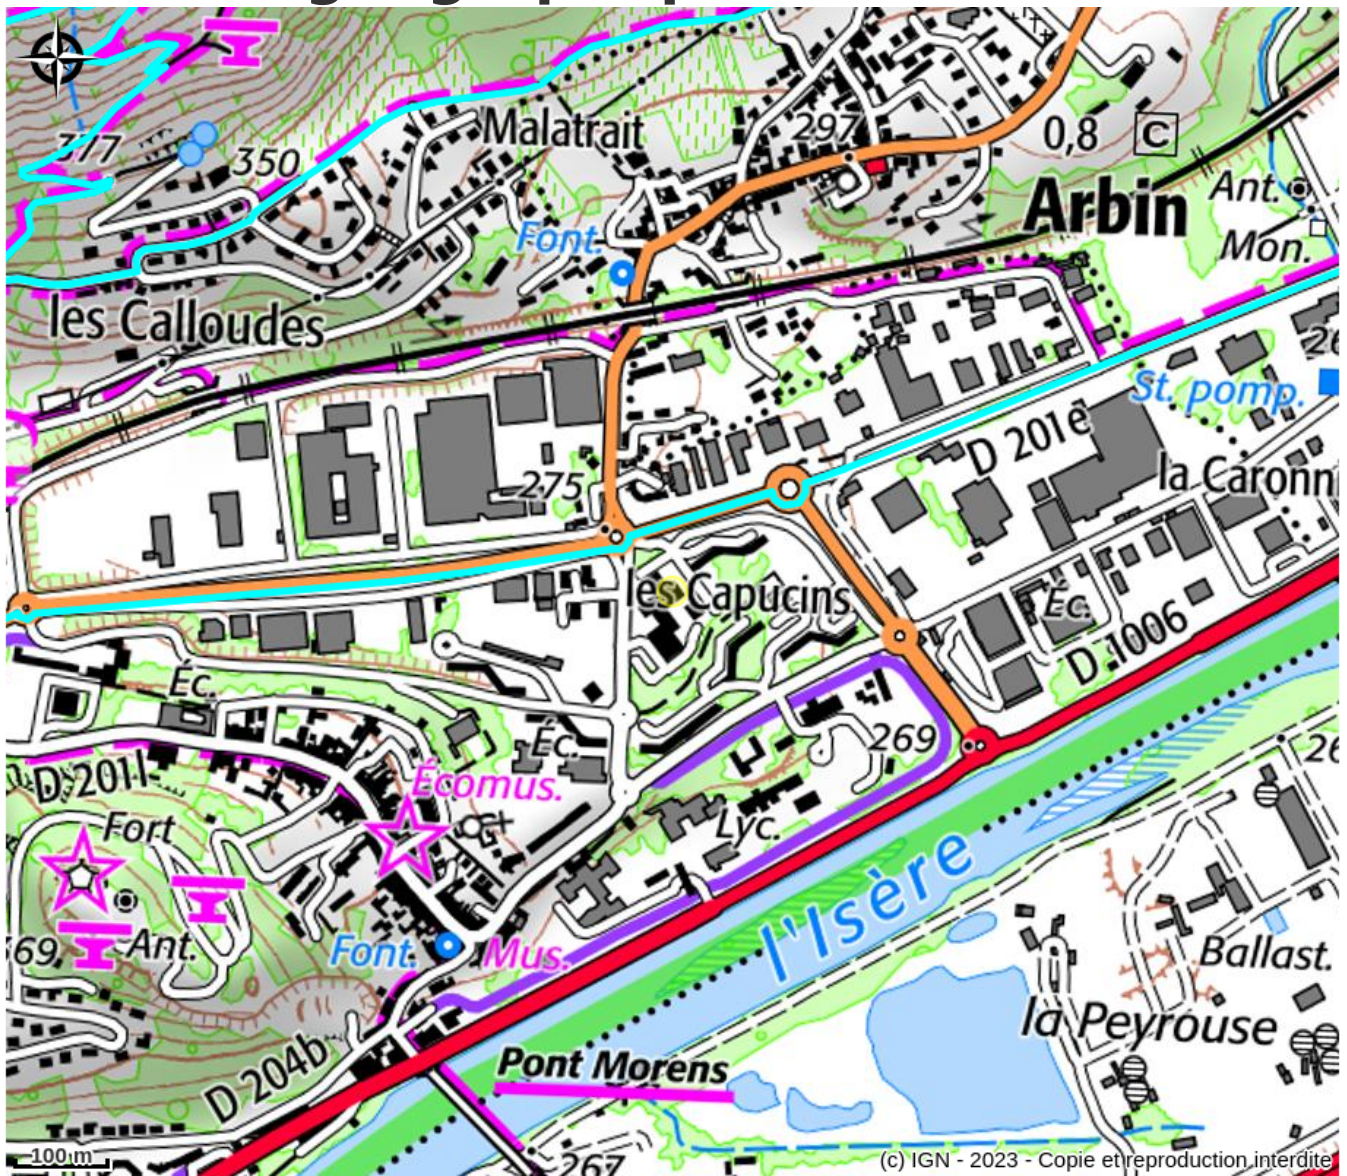 377
350
Malatrait
297
0,8
C
Arbin
Ant.
Mon.
Font.
les Calloudes
St. pomp.
D 201e
la Caronn
275
les Capucins
Éc.
D 1006
Éc.
Éc.
269
D 201l
Écomus.
Fort
Lyc.
l'Isère
Ant.
Font.
Mus.
Ballast.
la Peyrouse
Pont Morens
D 204b
267
100 m
(c) IGN - 2023 - Copie et reproduction interdite